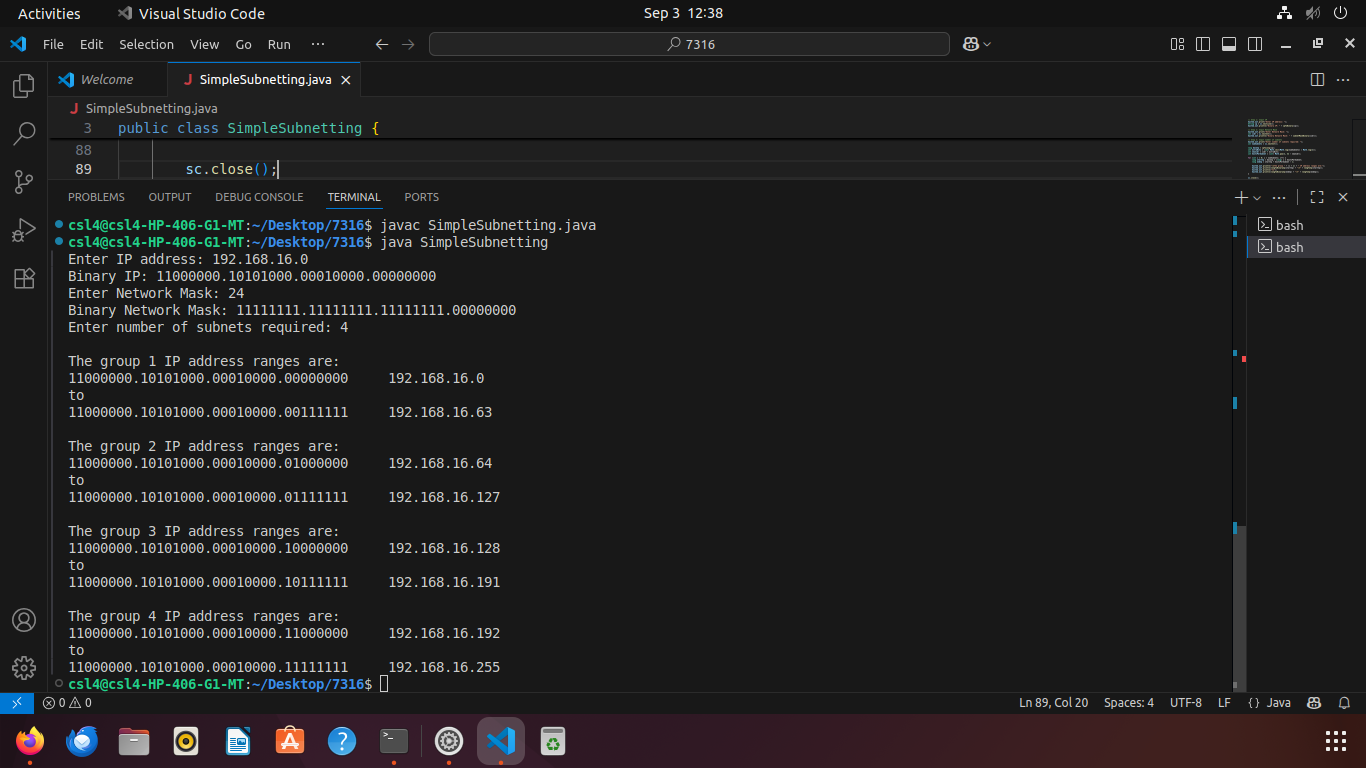 Activities
Visual Studio Code
Sep 3 12:38
File Edit Selection View Go Run ···
7316
Welcome
SimpleSubnetting.java
SimpleSubnetting.java
3 public class SimpleSubnetting {
88
89 sc.close();
PROBLEMS OUTPUT DEBUG CONSOLE TERMINAL PORTS
csl4@csl4-HP-406-G1-MT:~/Desktop/7316$ javac SimpleSubnetting.java
csl4@csl4-HP-406-G1-MT:~/Desktop/7316$ java SimpleSubnetting
Enter IP address: 192.168.16.0
Binary IP: 11000000.10101000.00010000.00000000
Enter Network Mask: 24
Binary Network Mask: 11111111.11111111.11111111.00000000
Enter number of subnets required: 4
The group 1 IP address ranges are:
11000000.10101000.00010000.00000000 192.168.16.0
to
11000000.10101000.00010000.00111111 192.168.16.63
The group 2 IP address ranges are:
11000000.10101000.00010000.01000000 192.168.16.64
to
11000000.10101000.00010000.01111111 192.168.16.127
The group 3 IP address ranges are:
11000000.10101000.00010000.10000000 192.168.16.128
to
11000000.10101000.00010000.10111111 192.168.16.191
The group 4 IP address ranges are:
11000000.10101000.00010000.11000000 192.168.16.192
to
11000000.10101000.00010000.11111111 192.168.16.255
csl4@csl4-HP-406-G1-MT:~/Desktop/7316$
bash
bash
0 0
Ln 89, Col 20 Spaces: 4 UTF-8 LF {} Java